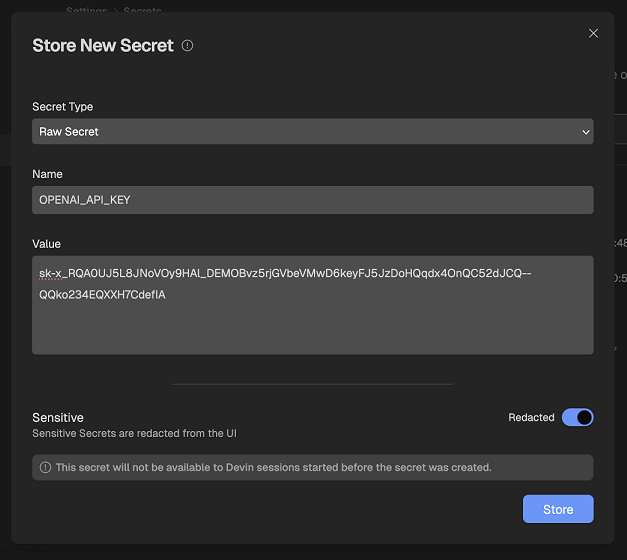 Settings > Secrets
Store New Secret
Secret Type
Raw Secret
Name
OPENAI_API_KEY
Value
sk-x_RQA0UJ5L8JNoVOy9HAl_DEMOBvz5rjGVbeVMwD6keyFJ5JzDoHQqdx4OnQC52dJCQ--
QQko234EQXXH7CdefIA
Sensitive
Redacted
Sensitive Secrets are redacted from the UI
This secret will not be available to Devin sessions started before the secret was created.
Store